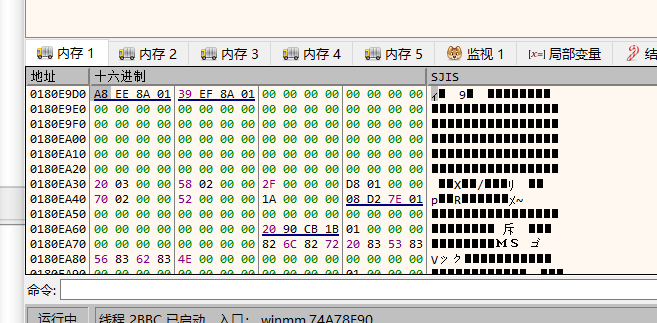 内存 1 内存 2 内存 3 内存 4 内存 5 监视 1 [x=] 局部变量
地址 十六进制 SJIS
0180E9D0 A8 EE 8A 01 39 EF 8A 01 00 00 00 00 00 00 00 00
0180E9E0 00 00 00 00 00 00 00 00 00 00 00 00 00 00 00 00
0180E9F0 00 00 00 00 00 00 00 00 00 00 00 00 00 00 00 00
0180EA00 00 00 00 00 00 00 00 00 00 00 00 00 00 00 00 00
0180EA10 00 00 00 00 00 00 00 00 00 00 00 00 00 00 00 00
0180EA20 00 00 00 00 00 00 00 00 00 00 00 00 00 00 00 00
0180EA30 20 03 00 00 58 02 00 00 2F 00 00 00 D8 01 00 00 X /
0180EA40 70 02 00 00 52 00 00 00 1A 00 00 00 08 D2 7E 01 p R メ~
0180EA50 00 00 00 00 00 00 00 00 00 00 00 00 00 00 00 00
0180EA60 00 00 00 00 00 00 00 00 20 90 CB 1B 01 00 00 00 斥
0180EA70 00 00 00 00 00 00 00 00 82 6C 82 72 20 83 53 83 ＭＳ ゴ
0180EA80 56 83 62 83 4E 00 00 00 00 00 00 00 00 00 00 00 Vック
命令:
运行中 线程 2BBC 已启动，入口： winmm.74A78E90